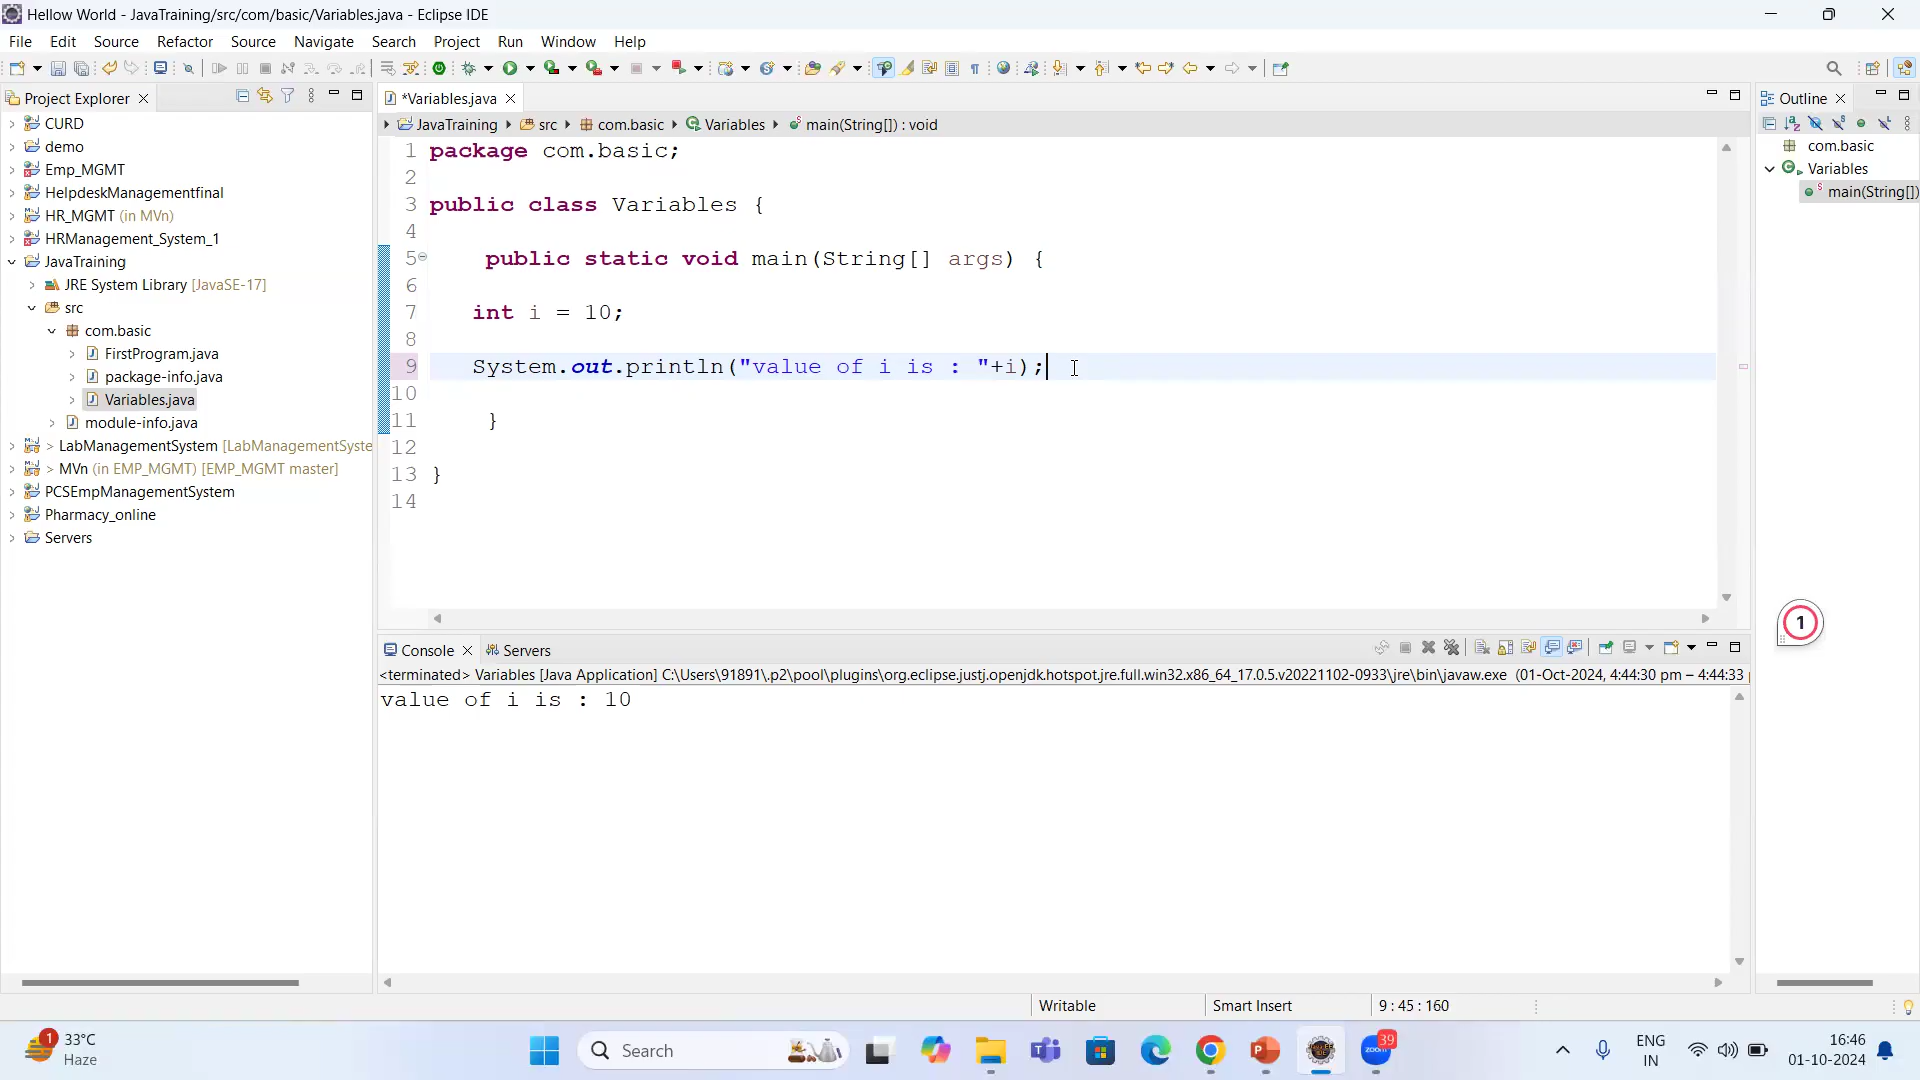 Hellow World - JavaTraining/src/com/basic/Variables.java - Eclipse IDE
File Edit Source Refactor Source Navigate Search Project Run Window Help
Project Explorer
CURD
demo
Emp_MGMT
HelpdeskManagementfinal
HR_MGMT (in MVn)
HRManagement_System_1
JavaTraining
JRE System Library [JavaSE-17]
src
com.basic
FirstProgram.java
package-info.java
Variables.java
module-info.java
> LabManagementSystem [LabManagementSyste
> MVn (in EMP_MGMT) [EMP_MGMT master]
PCSEmpManagementSystem
Pharmacy_online
Servers
*Variables.java
JavaTraining src com.basic Variables main(String[]) : void
1 package com.basic;
2
3 public class Variables {
4
5 public static void main(String[] args) {
6
7 int i = 10;
8
9 System.out.println("value of i is : "+i);
10
11 }
12
13 }
14
Outline
com.basic
Variables
main(String[])
1
Console Servers
<terminated> Variables [Java Application] C:\Users\91891\.p2\pool\plugins\org.eclipse.justj.openjdk.hotspot.jre.full.win32.x86_64_17.0.5.v20221102-0933\jre\bin\javaw.exe (01-Oct-2024, 4:44:30 pm – 4:44:33
value of i is : 10
Writable Smart Insert 9 : 45 : 160
1
33°C
Haze
Search
39
zoom
ENG
IN
16:46
01-10-2024